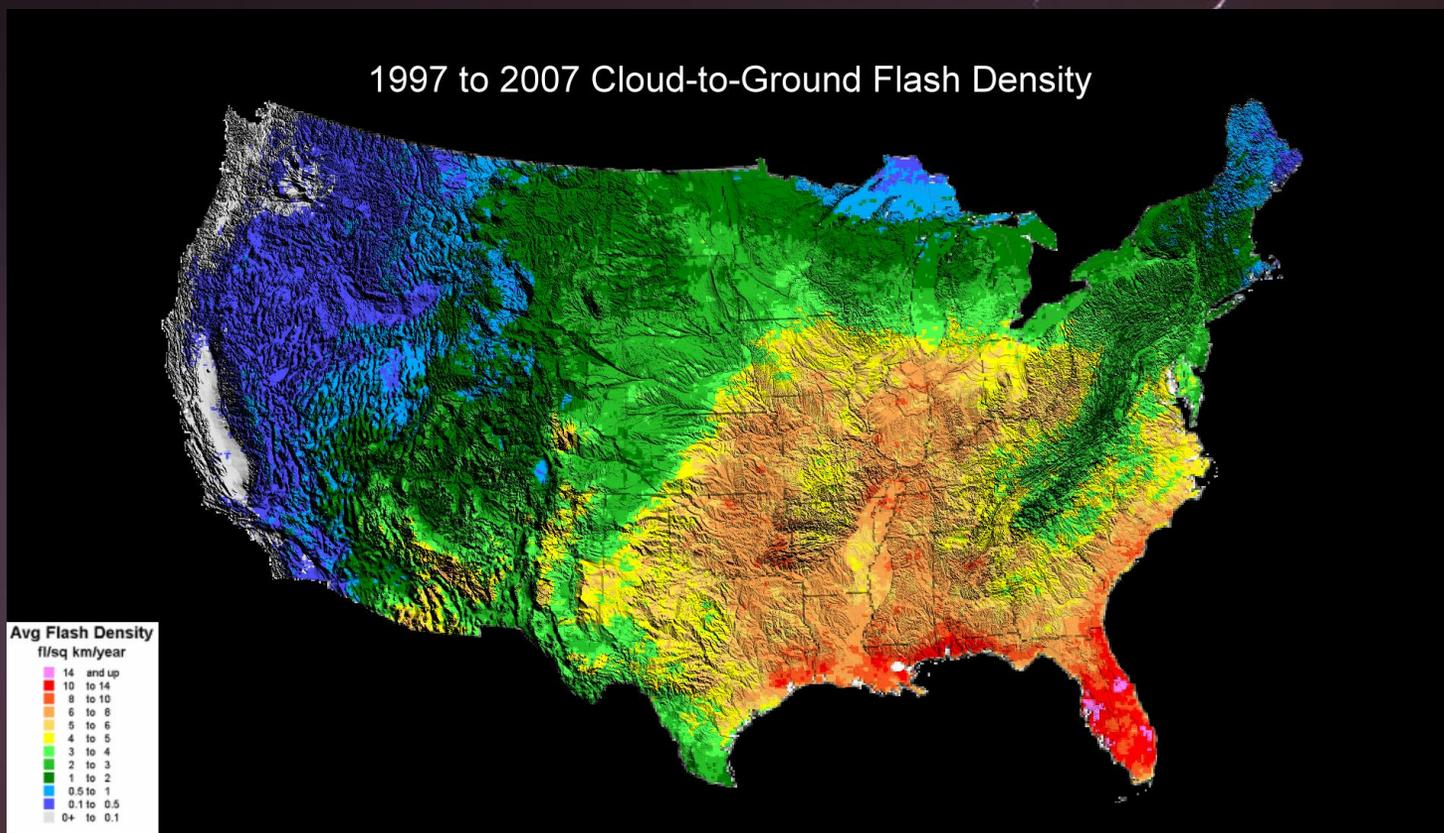 1997 to 2007 Cloud-to-Ground Flash Density
Avg Flash Density
fl/sq km/year
14 and up
10 to 14
8 to 10
6 to 8
5 to 6
4 to 5
3 to 4
2 to 3
1 to 2
0.5 to 1
0.1 to 0.5
0+ to 0.1